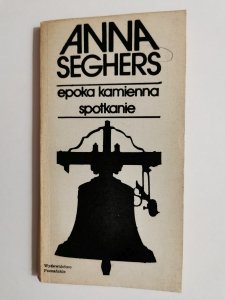 ANNA
SEGHERS
epoka kamienna
spotkanie
Wydawnictwo
Poznańskie